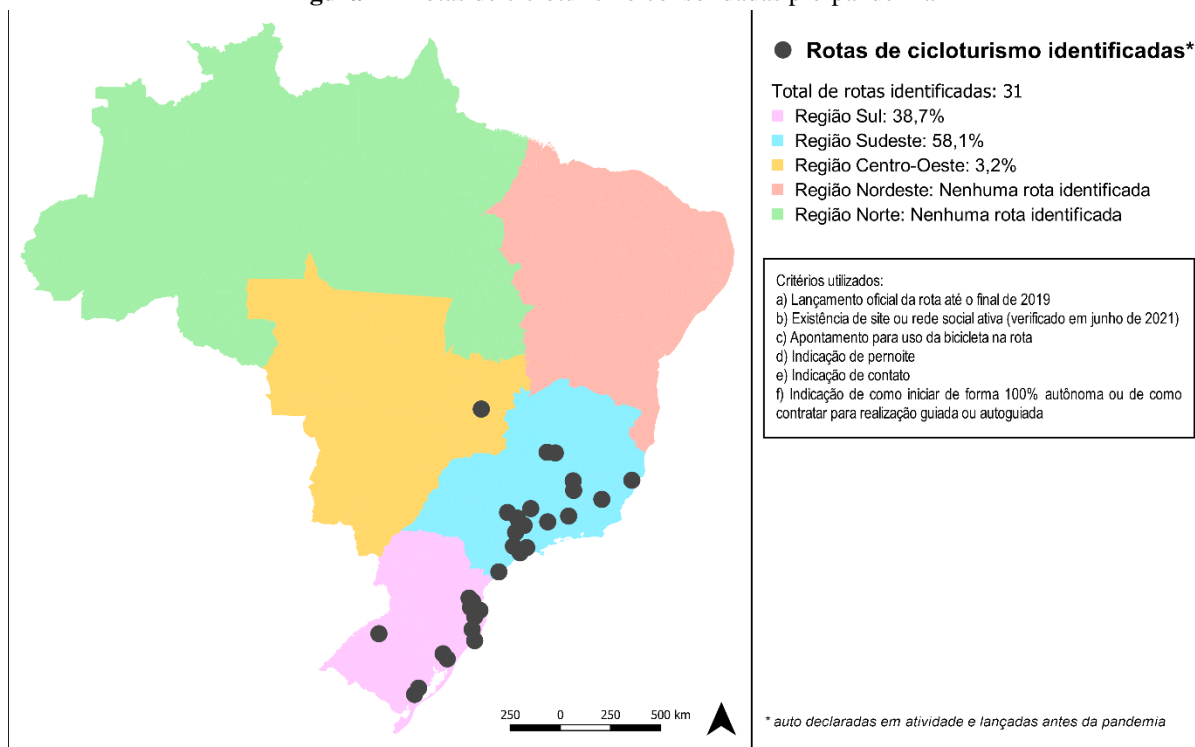 Rotas de cicloturismo identificadas*
Total de rotas identificadas: 31
Região Sul: 38,7%
Região Sudeste: 58,1%
Região Centro-Oeste: 3,2%
Região Nordeste: Nenhuma rota identificada
Região Norte: Nenhuma rota identificada
Critérios utilizados:
a) Lançamento oficial da rota até o final de 2019
b) Existência de site ou rede social ativa (verificado em junho de 2021)
c) Apontamento para uso da bicicleta na rota
d) Indicação de pernoite
e) Indicação de contato
f) Indicação de como iniciar de forma 100% autônoma ou de como
contratar para realização guiada ou autoguiada
250 0 250 500 km
* auto declaradas em atividade e lançadas antes da pandemia